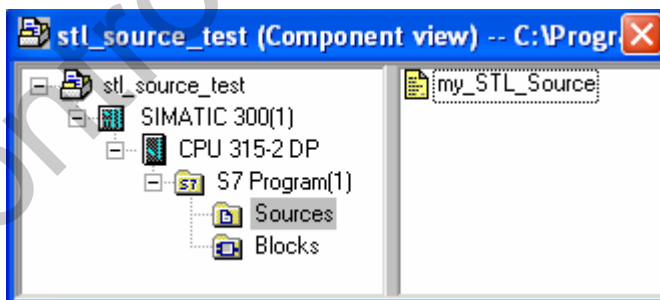 stl_source_test (Component view) -- C:\Progr
stl_source_test
SIMATIC 300(1)
CPU 315-2 DP
S7 Program(1)
Sources
Blocks
my_STL_Source